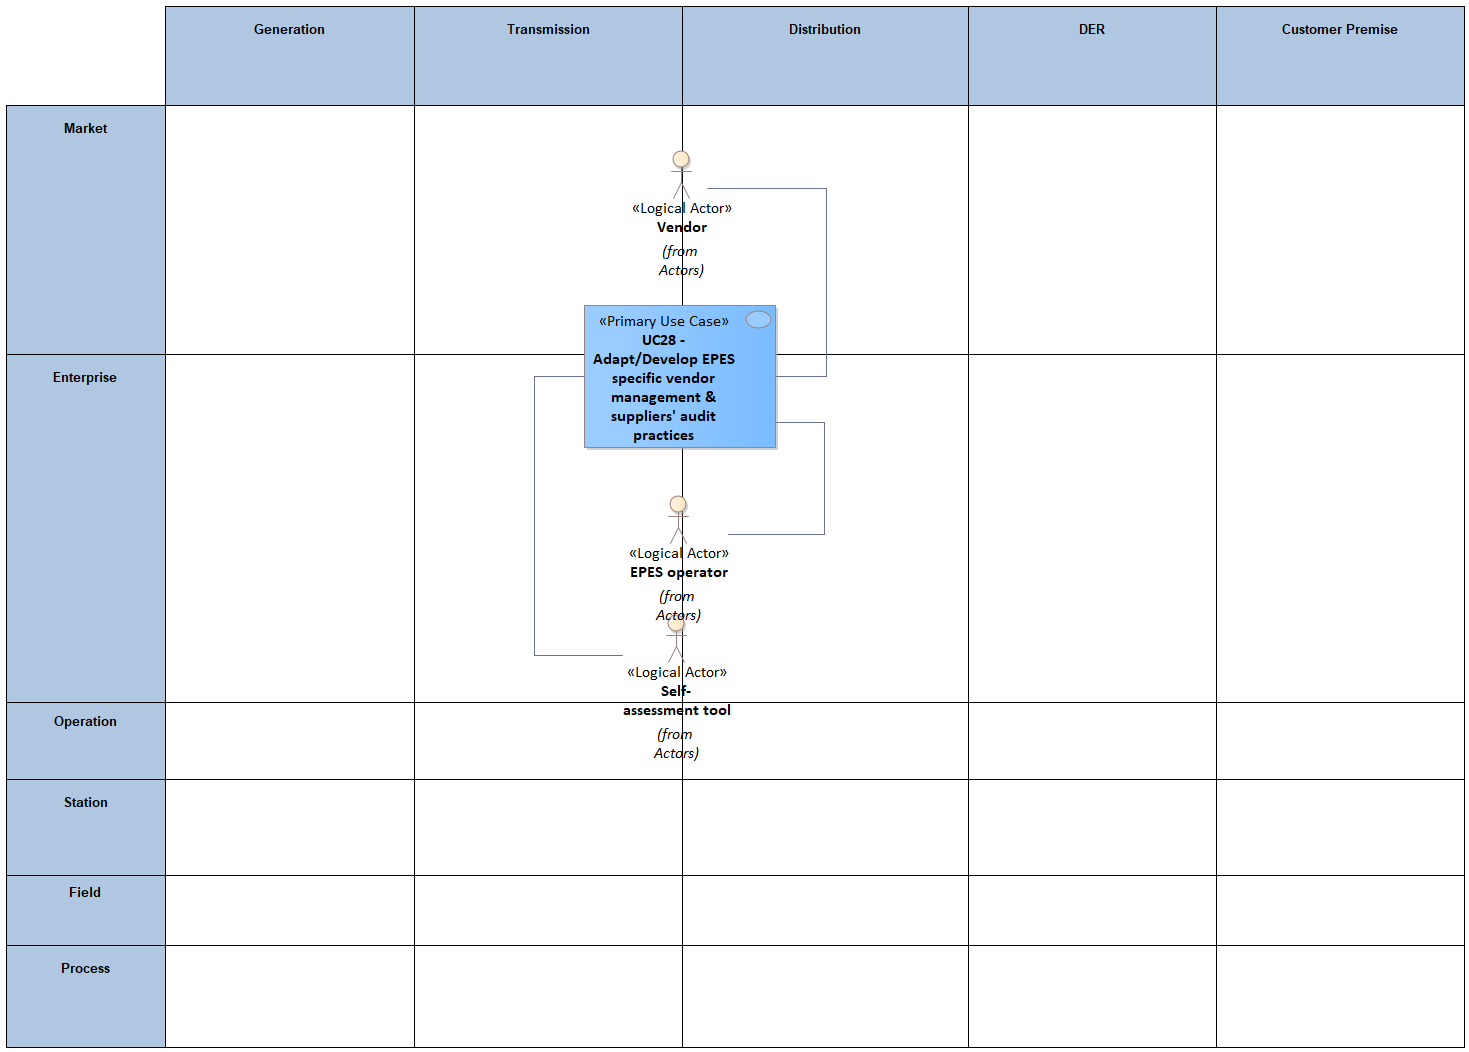 Generation
Transmission
Distribution
DER
Customer Premise
Market
«Logical Actor»
Vendor
(from
Actors)
«Primary Use Case»
UC28 -
Adapt/Develop EPES
specific vendor
management &
suppliers' audit
practices
Enterprise
«Logical Actor»
EPES operator
(from
Actors)
«Logical Actor»
Self-
assessment tool
(from
Actors)
Operation
Station
Field
Process